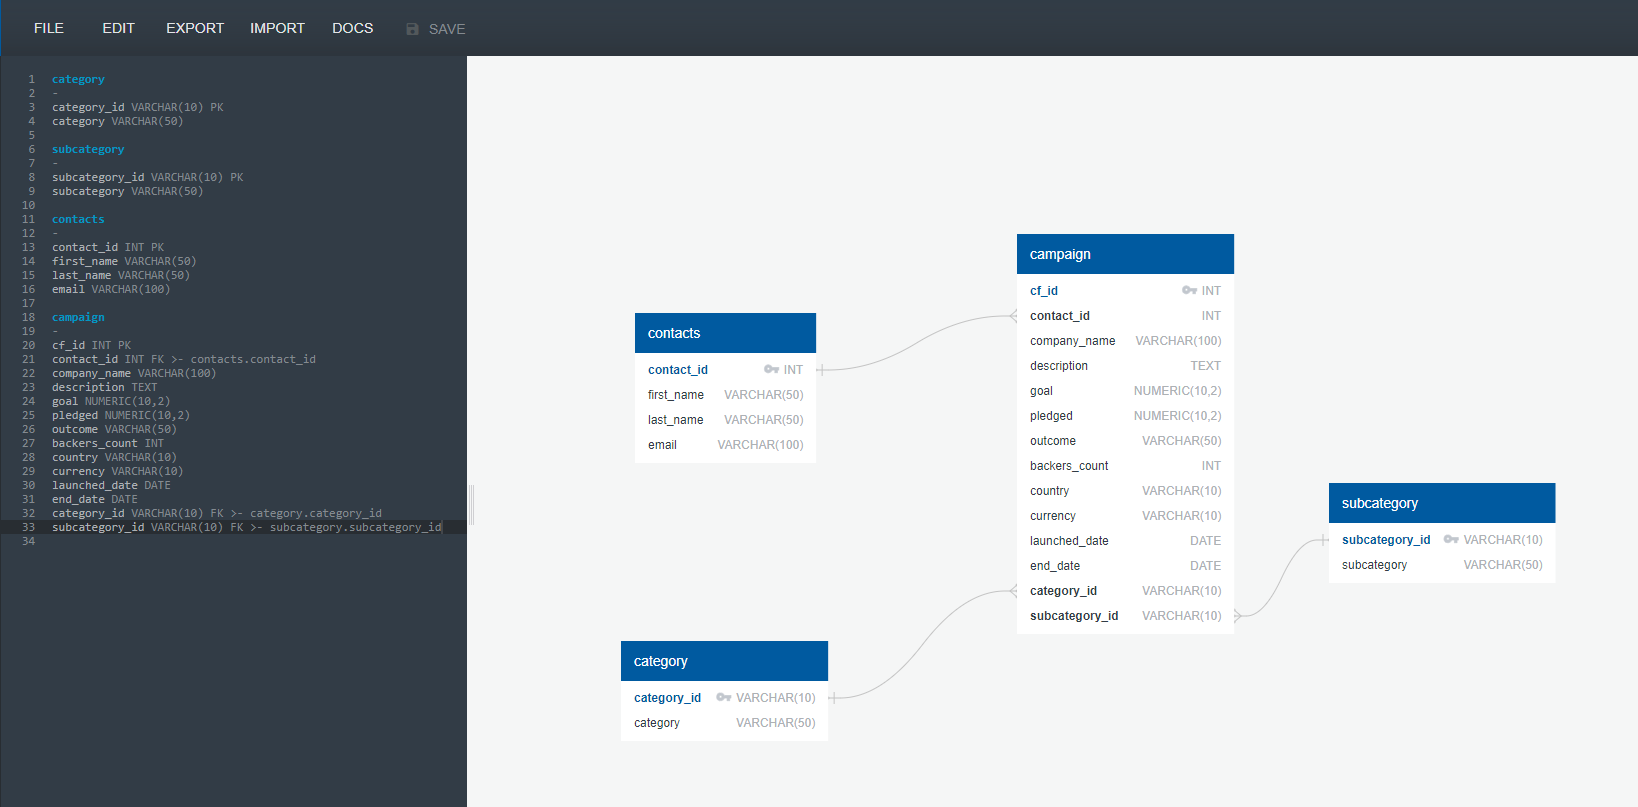 FILE EDIT EXPORT IMPORT DOCS SAVE
1 category
2 -
3 category_id VARCHAR(10) PK
4 category VARCHAR(50)
5
6 subcategory
7 -
8 subcategory_id VARCHAR(10) PK
9 subcategory VARCHAR(50)
10
11 contacts
12 -
13 contact_id INT PK
14 first_name VARCHAR(50)
15 last_name VARCHAR(50)
16 email VARCHAR(100)
17
18 campaign
19 -
20 cf_id INT PK
21 contact_id INT FK >- contacts.contact_id
22 company_name VARCHAR(100)
23 description TEXT
24 goal NUMERIC(10,2)
25 pledged NUMERIC(10,2)
26 outcome VARCHAR(50)
27 backers_count INT
28 country VARCHAR(10)
29 currency VARCHAR(10)
30 launched_date DATE
31 end_date DATE
32 category_id VARCHAR(10) FK >- category.category_id
33 subcategory_id VARCHAR(10) FK >- subcategory.subcategory_id
34
contacts
contact_id INT
first_name VARCHAR(50)
last_name VARCHAR(50)
email VARCHAR(100)
category
category_id VARCHAR(10)
category VARCHAR(50)
campaign
cf_id INT
contact_id INT
company_name VARCHAR(100)
description TEXT
goal NUMERIC(10,2)
pledged NUMERIC(10,2)
outcome VARCHAR(50)
backers_count INT
country VARCHAR(10)
currency VARCHAR(10)
launched_date DATE
end_date DATE
category_id VARCHAR(10)
subcategory_id VARCHAR(10)
subcategory
subcategory_id VARCHAR(10)
subcategory VARCHAR(50)